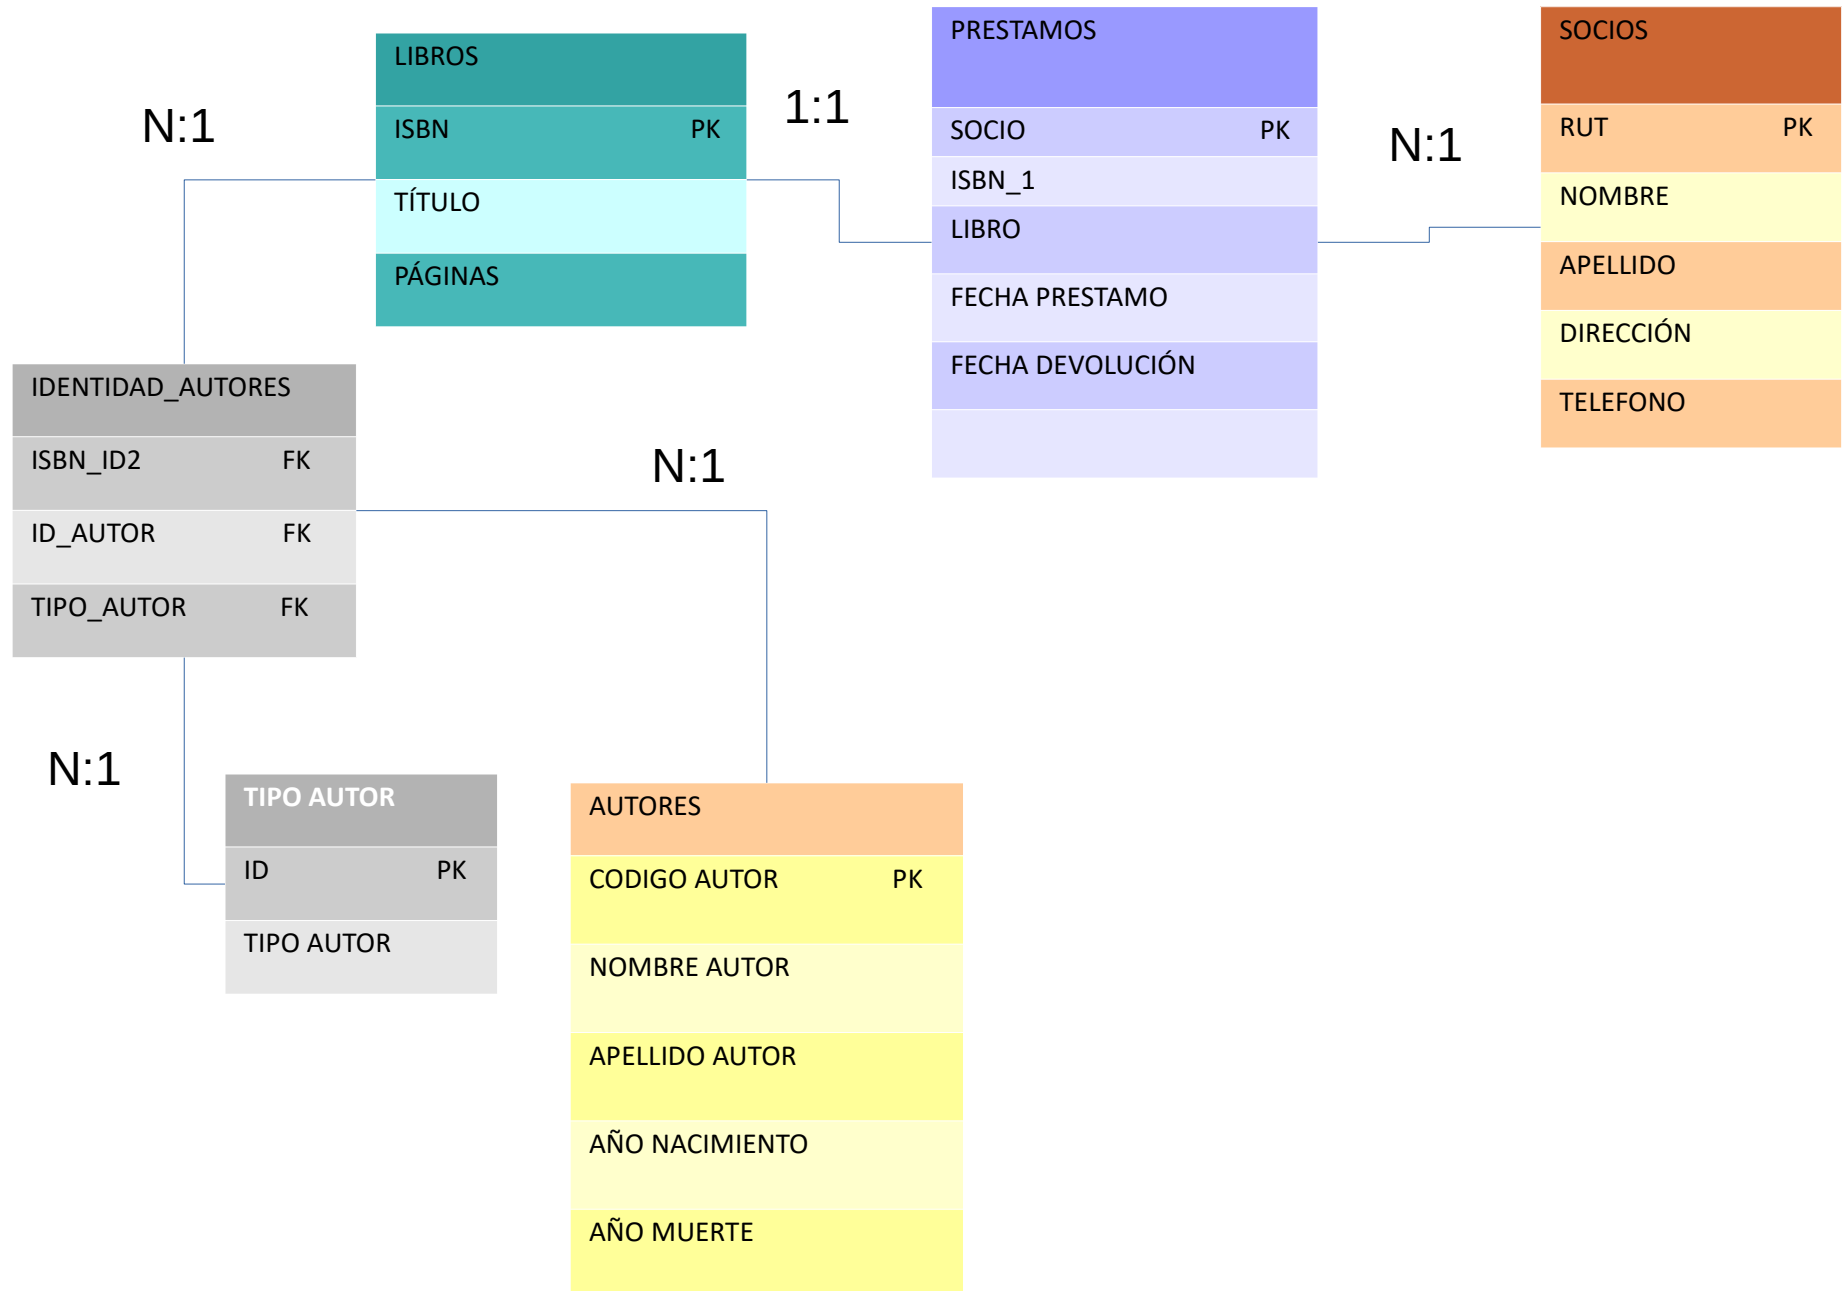 LIBROS
ISBN PK
TÍTULO
PÁGINAS
N:1
1:1
PRESTAMOS
SOCIO PK
ISBN_1
LIBRO
FECHA PRESTAMO
FECHA DEVOLUCIÓN
N:1
SOCIOS
RUT PK
NOMBRE
APELLIDO
DIRECCIÓN
TELEFONO
IDENTIDAD_AUTORES
ISBN_ID2 FK
ID_AUTOR FK
TIPO_AUTOR FK
N:1
N:1
TIPO AUTOR
ID PK
TIPO AUTOR
AUTORES
CODIGO AUTOR PK
NOMBRE AUTOR
APELLIDO AUTOR
AÑO NACIMIENTO
AÑO MUERTE